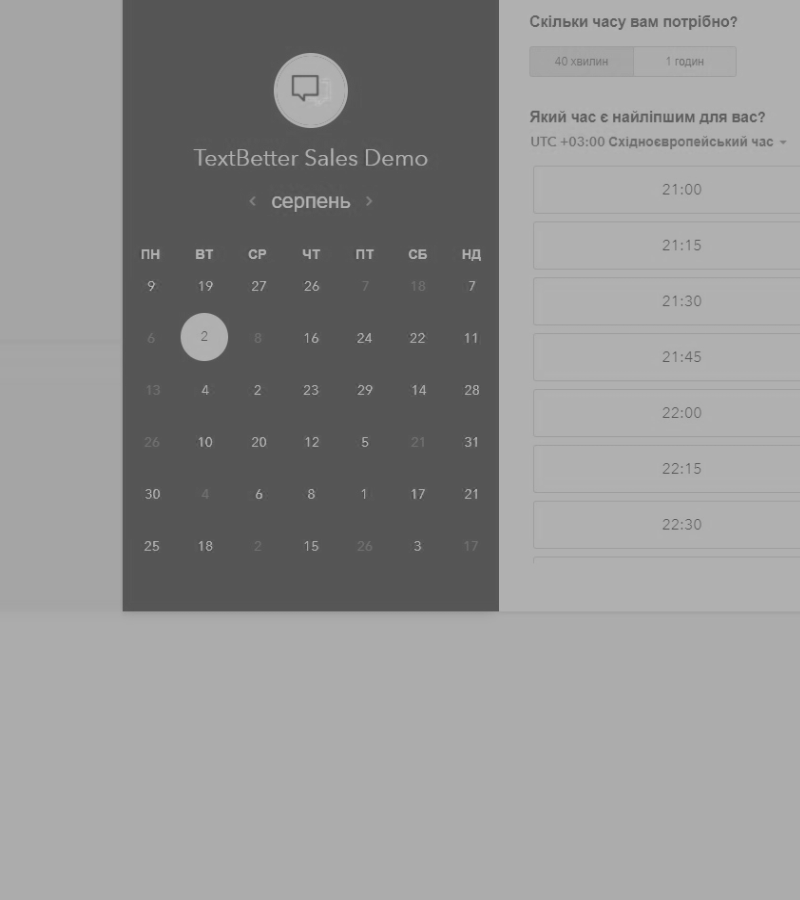 TextBetter Sales Demo
серпень
ПН ВТ СР ЧТ ПТ СБ НД
9 19 27 26 7 18 7
6 2 8 16 24 22 11
13 4 2 23 29 14 28
26 10 20 12 5 21 31
30 4 6 8 1 17 21
25 18 2 15 26 3 17
Скільки часу вам потрібно?
40 хвилин 1 годин
Який час є найліпшим для вас?
UTC +03:00 Східноєвропейський час
21:00
21:15
21:30
21:45
22:00
22:15
22:30